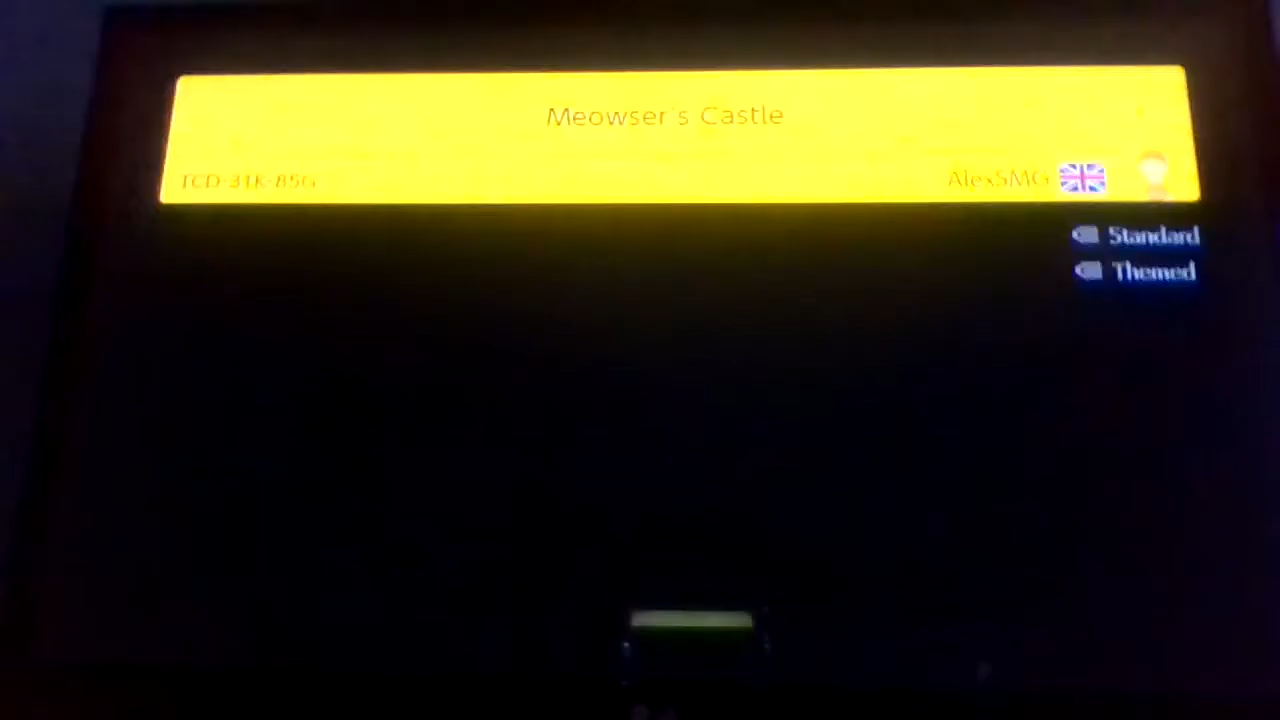 Meowser's Castle
TCD-31K-85G
AlexSMG
Standard
Themed